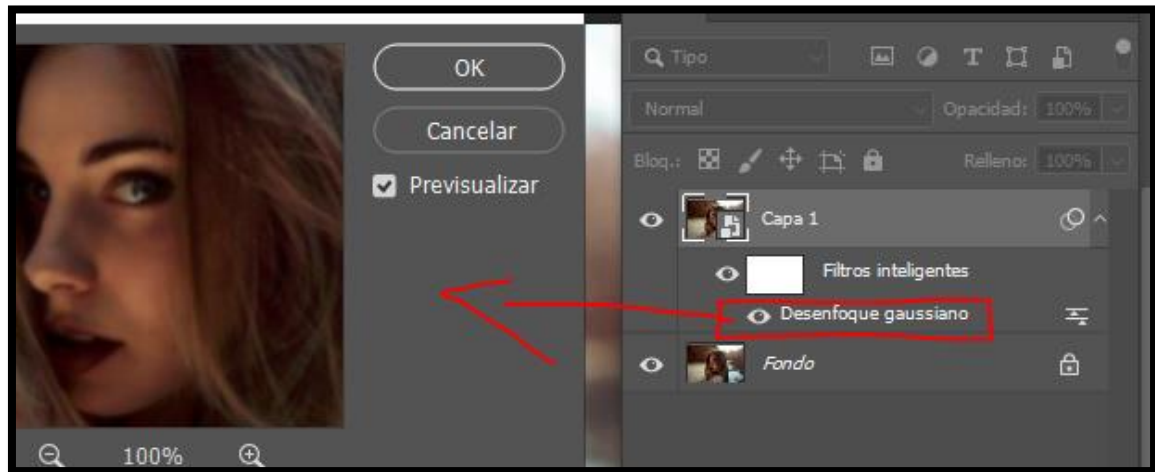 OK
Cancelar
Previsualizar
100%
Tipo
T
Normal Opacidad: 100%
Bloq.: Relleno: 100%
Capa 1
Filtros inteligentes
Desenfoque gaussiano
Fondo